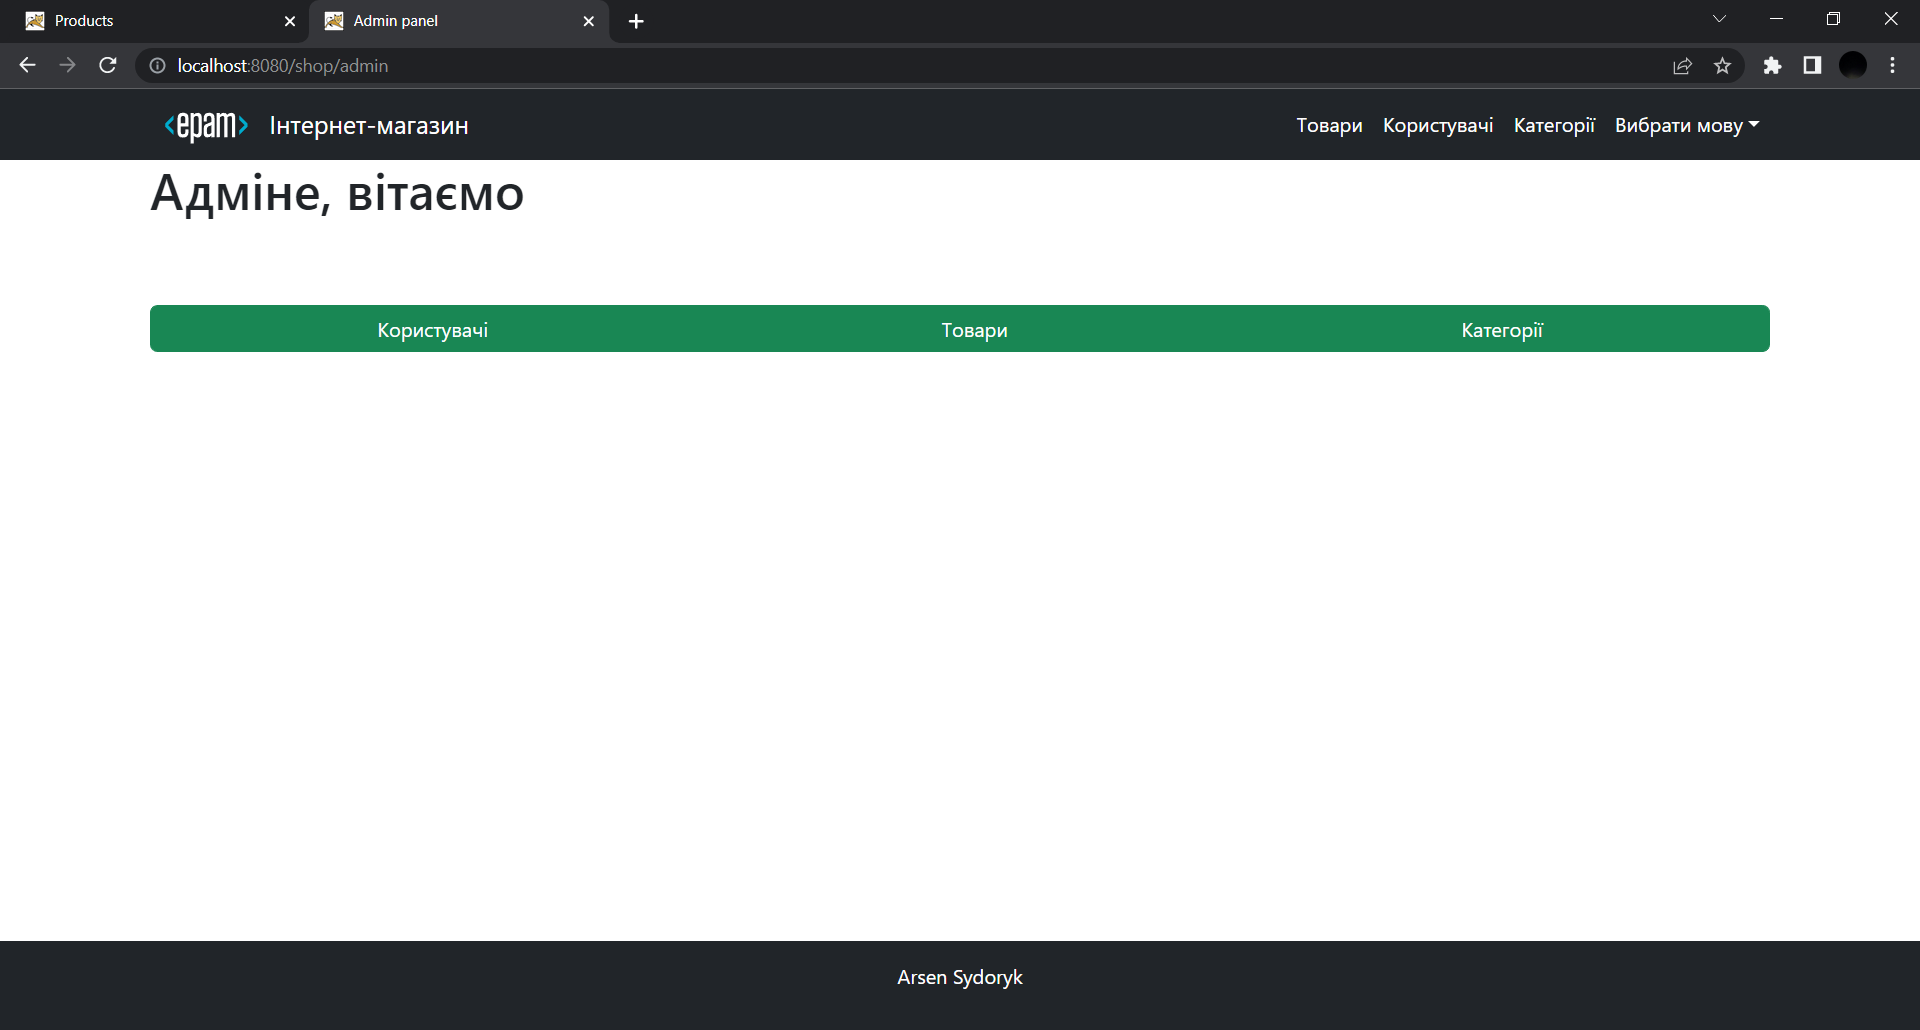 Products
Admin panel
localhost:8080/shop/admin
<epam> Інтернет-магазин
Товари Користувачі Категорії Вибрати мову
Адміне, вітаємо
Користувачі Товари Категорії
Arsen Sydoryk